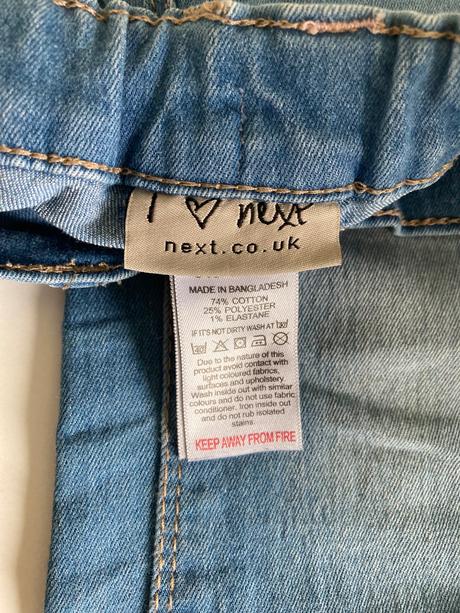 I ♡ next
next.co.uk
MADE IN BANGLADESH
74% COTTON
25% POLYESTER
1% ELASTANE
IF IT'S NOT DIRTY WASH AT
Due to the nature of this
product avoid contact with
light coloured fabrics,
surfaces and upholstery.
Wash inside out with similar
colours and do not use fabric
conditioner. Iron inside out
and do not rub isolated
stains.
KEEP AWAY FROM FIRE